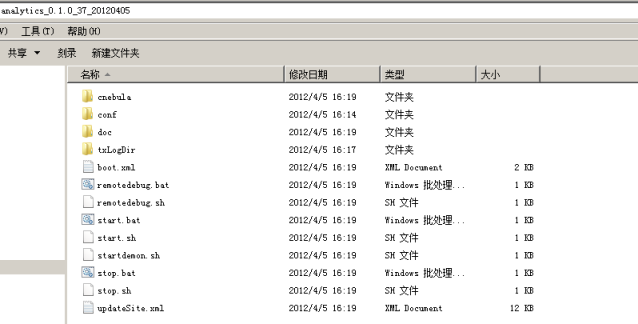 analytics_0.1.0_37_20120405
V) 工具(T) 帮助(H)
共享 刻录 新建文件夹
名称 修改日期 类型 大小
cnebula 2012/4/5 16:19 文件夹
conf 2012/4/5 16:14 文件夹
doc 2012/4/5 16:19 文件夹
txLogDir 2012/4/5 16:17 文件夹
boot.xml 2012/4/5 16:19 XML Document 2 KB
remotedebug.bat 2012/4/5 16:19 Windows 批处理... 1 KB
remotedebug.sh 2012/4/5 16:19 SH 文件 1 KB
start.bat 2012/4/5 16:19 Windows 批处理... 1 KB
start.sh 2012/4/5 16:19 SH 文件 1 KB
startdemon.sh 2012/4/5 16:19 SH 文件 1 KB
stop.bat 2012/4/5 16:19 Windows 批处理... 1 KB
stop.sh 2012/4/5 16:19 SH 文件 1 KB
updateSite.xml 2012/4/5 16:19 XML Document 12 KB